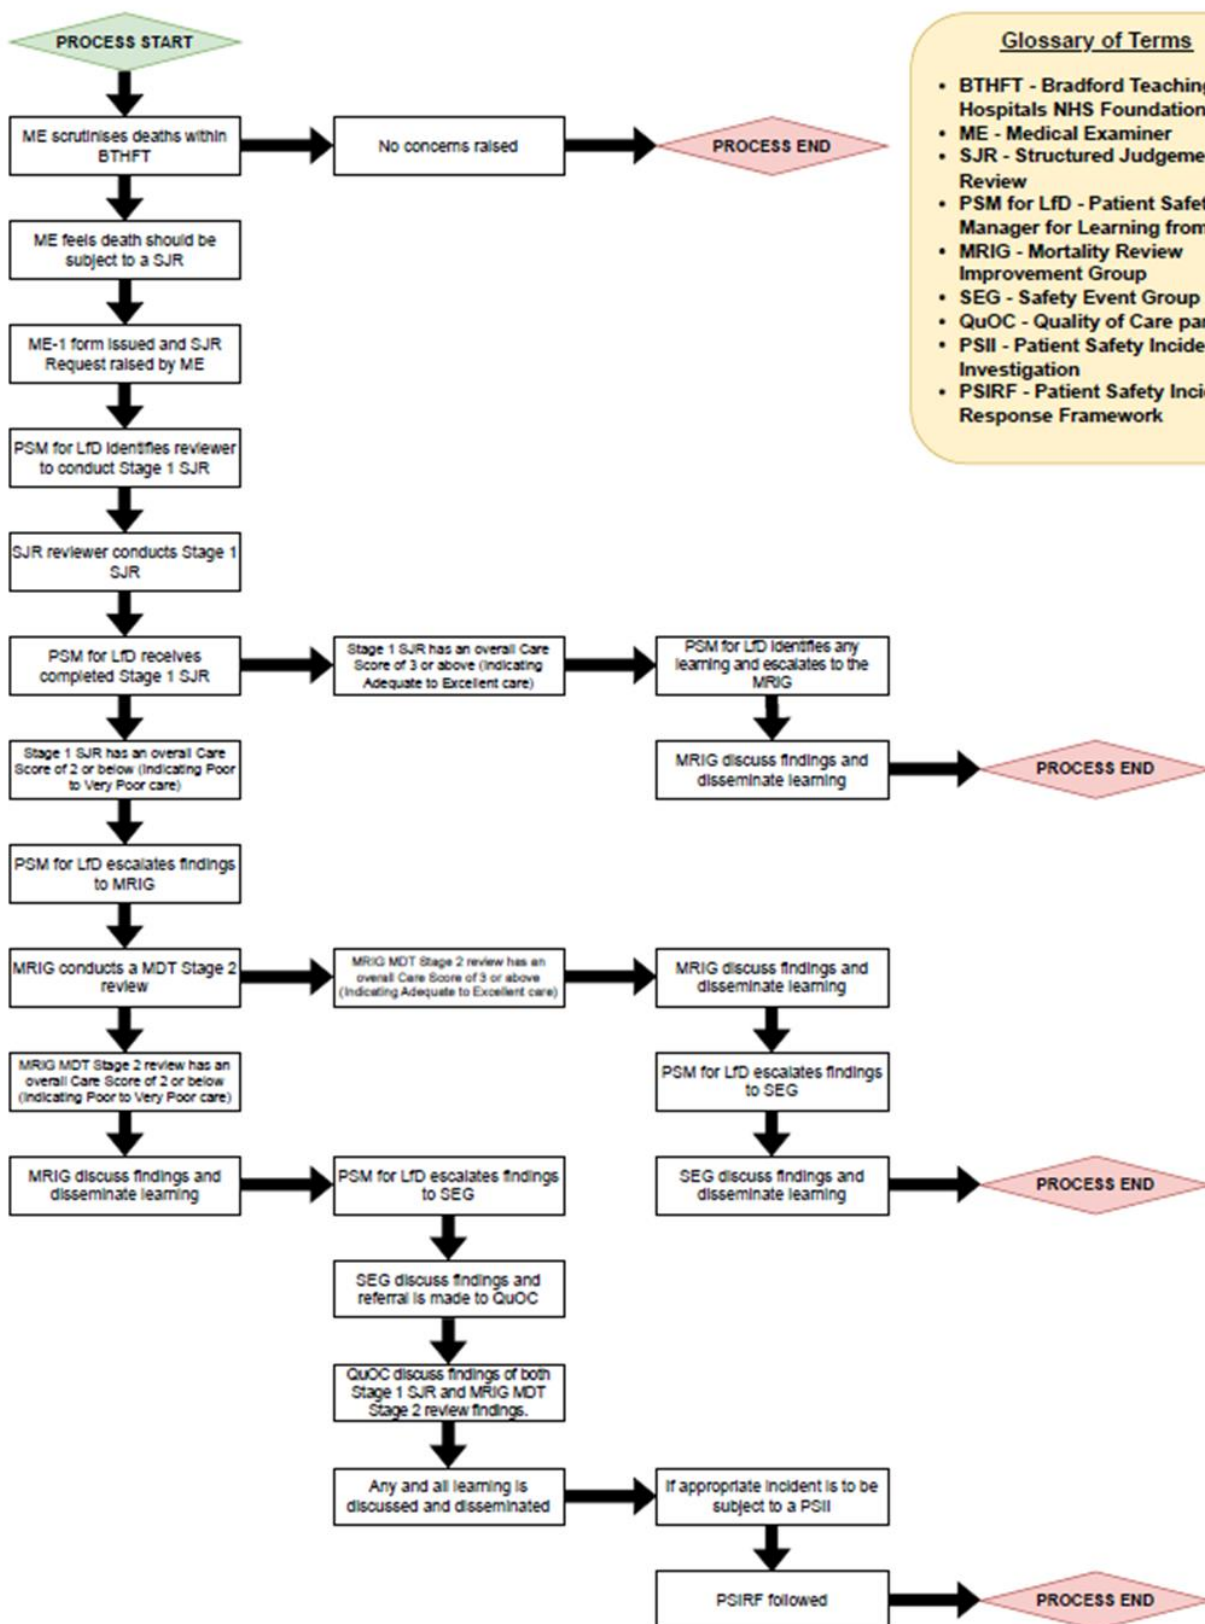 PROCESS START
ME scrutinises deaths within
BTHFT
No concerns raised
PROCESS END
Glossary of Terms
• BTHFT - Bradford Teaching
Hospitals NHS Foundation
• ME - Medical Examiner
• SJR - Structured Judgeme
Review
• PSM for LfD - Patient Safet
Manager for Learning from
• MRIG - Mortality Review
Improvement Group
• SEG - Safety Event Group
• QuOC - Quality of Care pan
• PSII - Patient Safety Incide
Investigation
• PSIRF - Patient Safety Inci
Response Framework
ME feels death should be
subject to a SJR
ME-1 form issued and SJR
Request raised by ME
PSM for LfD identifies reviewer
to conduct Stage 1 SJR
SJR reviewer conducts Stage 1
SJR
PSM for LfD receives
completed Stage 1 SJR
Stage 1 SJR has an overall Care
Score of 3 or above (Indicating
Adequate to Excellent care)
PSM for LfD identifies any
learning and escalates to the
MRIG
Stage 1 SJR has an overall Care
Score of 2 or below (Indicating Poor
to Very Poor care)
MRIG discuss findings and
disseminate learning
PROCESS END
PSM for LfD escalates findings
to MRIG
MRIG conducts a MDT Stage 2
review
MRIG MDT Stage 2 review has an
overall Care Score of 3 or above
(Indicating Adequate to Excellent care)
MRIG discuss findings and
disseminate learning
MRIG MDT Stage 2 review has an
overall Care Score of 2 or below
(Indicating Poor to Very Poor care)
PSM for LfD escalates findings
to SEG
MRIG discuss findings and
disseminate learning
PSM for LfD escalates findings
to SEG
SEG discuss findings and
disseminate learning
PROCESS END
SEG discuss findings and
referral is made to QuOC
QuOC discuss findings of both
Stage 1 SJR and MRIG MDT
Stage 2 review findings.
Any and all learning is
discussed and disseminated
If appropriate incident is to be
subject to a PSII
PSIRF followed
PROCESS END